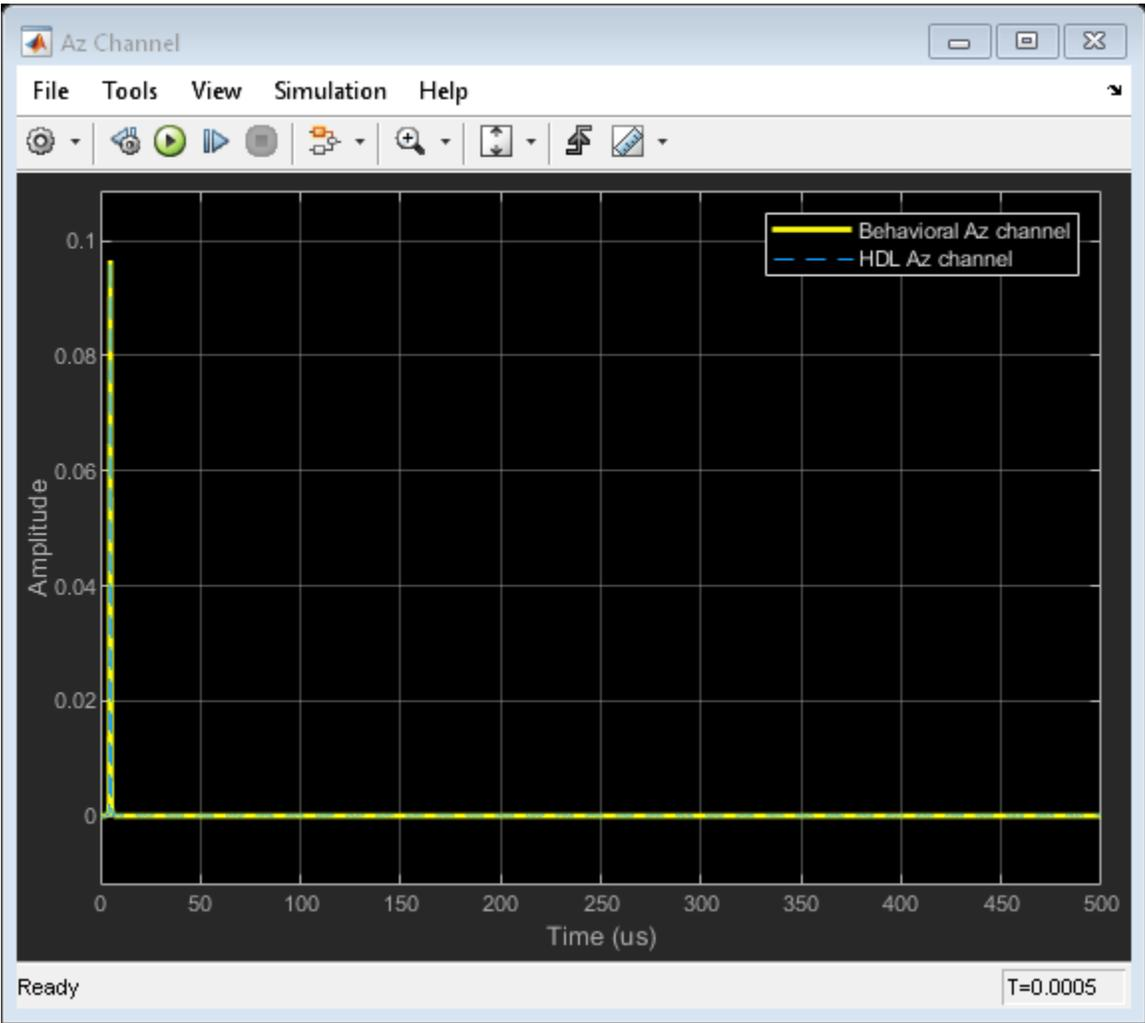 Az Channel
File Tools View Simulation Help
Behavioral Az channel
HDL Az channel
0.1
0.08
0.06
0.04
0.02
0
Amplitude
0 50 100 150 200 250 300 350 400 450 500
Time (us)
Ready T=0.0005